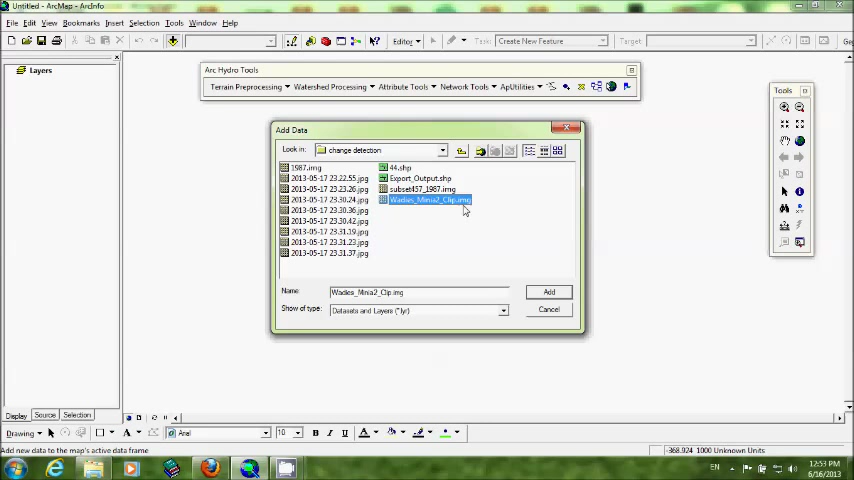 Untitled - ArcMap - ArcInfo
File Edit View Bookmarks Insert Selection Tools Window Help
Editor Task: Create New Feature Target:
Layers
Arc Hydro Tools
Terrain Preprocessing Watershed Processing Attribute Tools Network Tools ApUtilities
Tools
Add Data
Look in: change detection
1987.img
2013-05-17 23.22.55.jpg
2013-05-17 23.23.26.jpg
2013-05-17 23.30.24.jpg
2013-05-17 23.30.36.jpg
2013-05-17 23.30.42.jpg
2013-05-17 23.31.19.jpg
2013-05-17 23.31.23.jpg
2013-05-17 23.31.37.jpg
44.shp
Export_Output.shp
subset457_1987.img
Wadies_Minia2_Clip.img
Name: Wadies_Minia2_Clip.img Add
Show of type: Datasets and Layers (*.lyr) Cancel
Display Source Selection
Drawing A Arial 10 B I U A
Add new data to the map's active data frame -368.924 1000 Unknown Units
EN 12:53 PM
6/16/2013